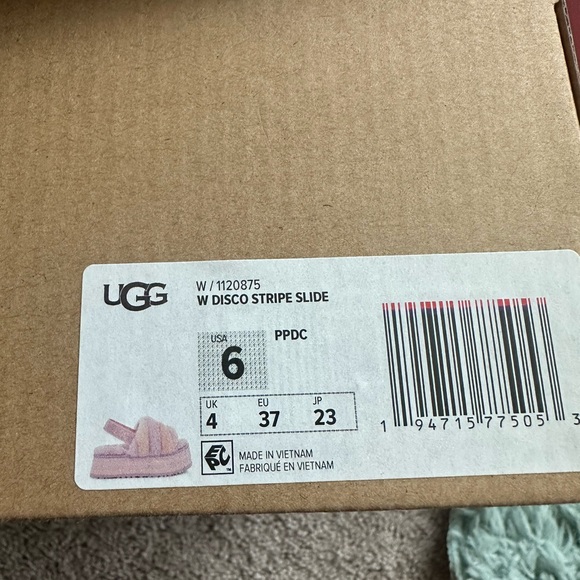 UGG
W / 1120875
W DISCO STRIPE SLIDE
USA
6
PPDC
UK EU JP
4 37 23
EPC
MADE IN VIETNAM
FABRIQUÉ EN VIETNAM
1 94715 77505 3